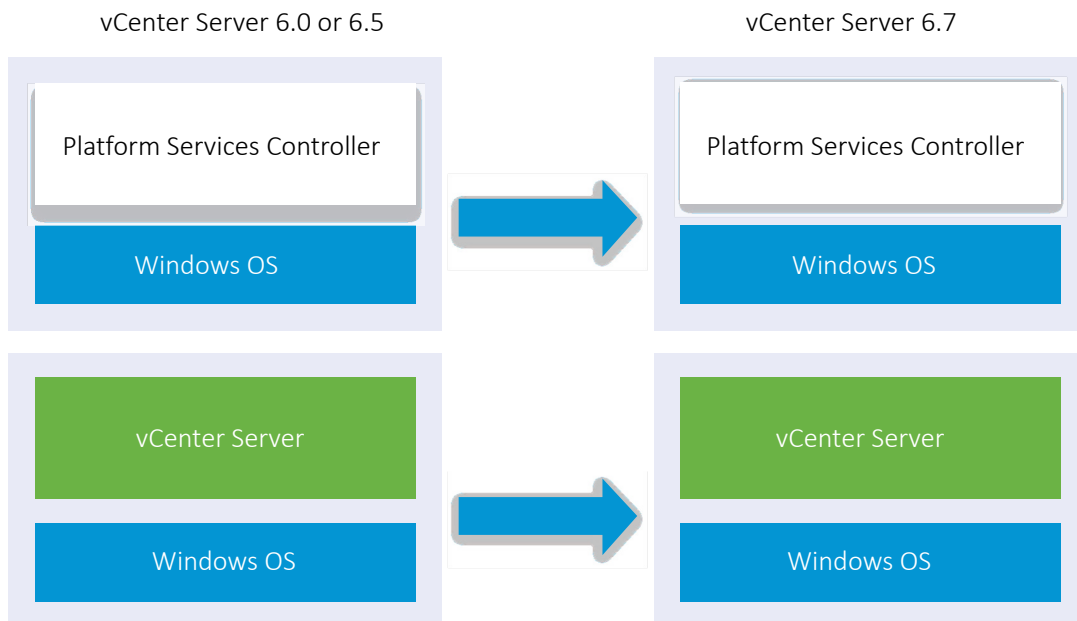 vCenter Server 6.0 or 6.5
vCenter Server 6.7
Platform Services Controller
Platform Services Controller
Windows OS
Windows OS
vCenter Server
vCenter Server
Windows OS
Windows OS